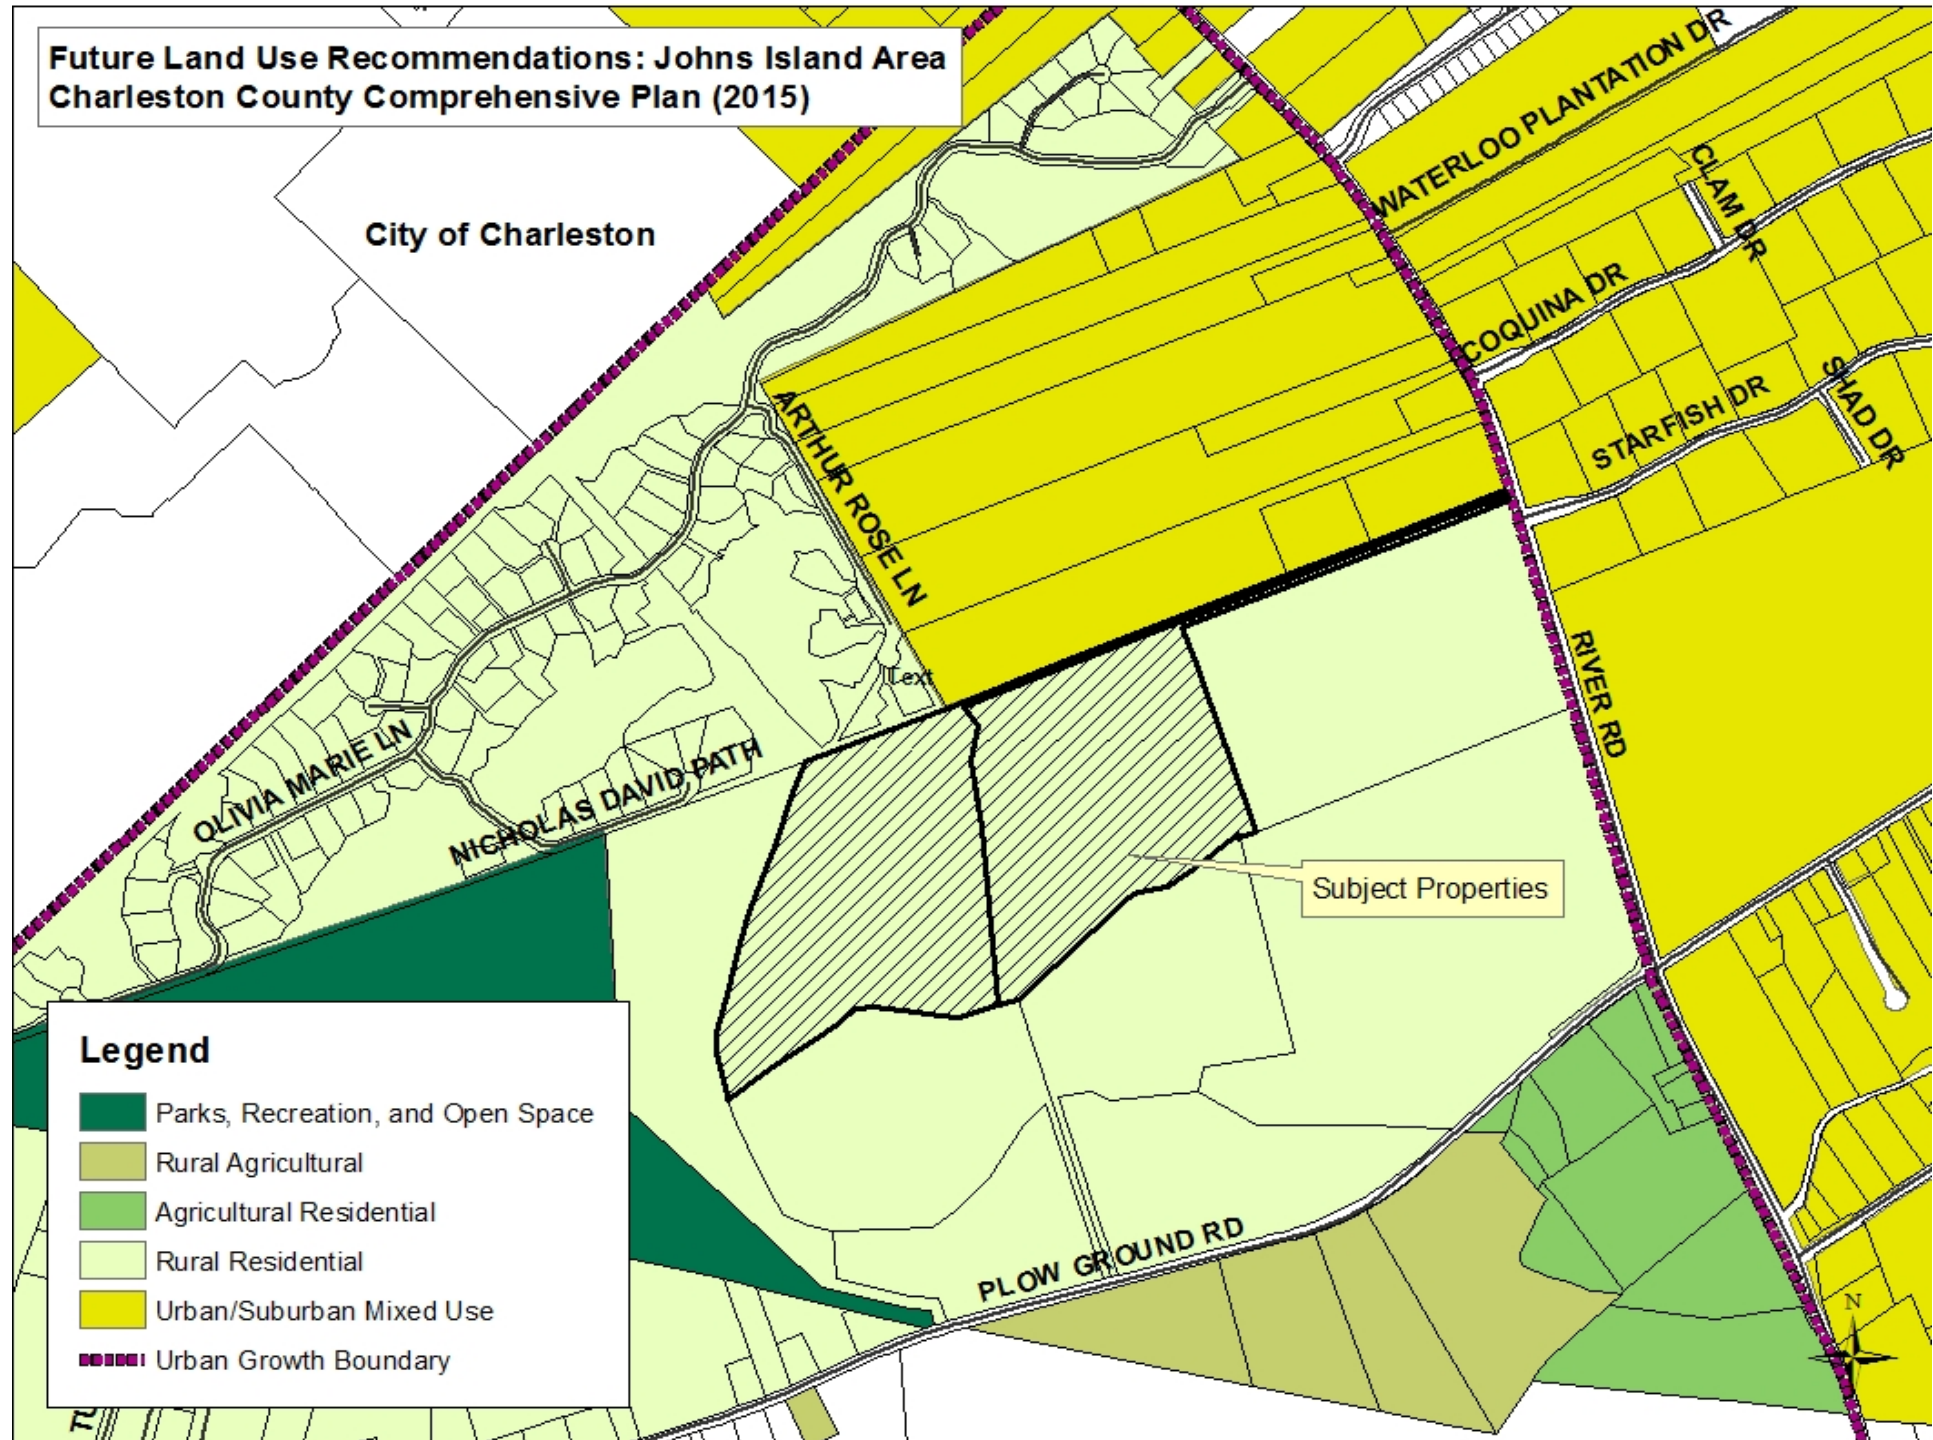 Future Land Use Recommendations: Johns Island Area
Charleston County Comprehensive Plan (2015)
City of Charleston
WATERLOO PLANTATION DR
CLAM DR
COQUINA DR
SHAD DR
STARFISH DR
ARTHUR ROSE LN
RIVER RD
Text
OLIVIA MARIE LN
NICHOLAS DAVID PATH
Subject Properties
PLOW GROUND RD
Legend
Parks, Recreation, and Open Space
Rural Agricultural
Agricultural Residential
Rural Residential
Urban/Suburban Mixed Use
Urban Growth Boundary
N